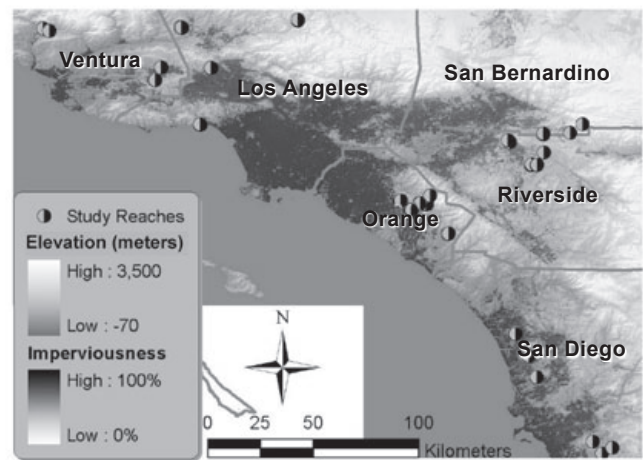 Ventura
Los Angeles
San Bernardino
Riverside
Orange
San Diego
Study Reaches
Elevation (meters)
High : 3,500
Low : -70
Imperviousness
High : 100%
Low : 0%
N
0 25 50 100
Kilometers